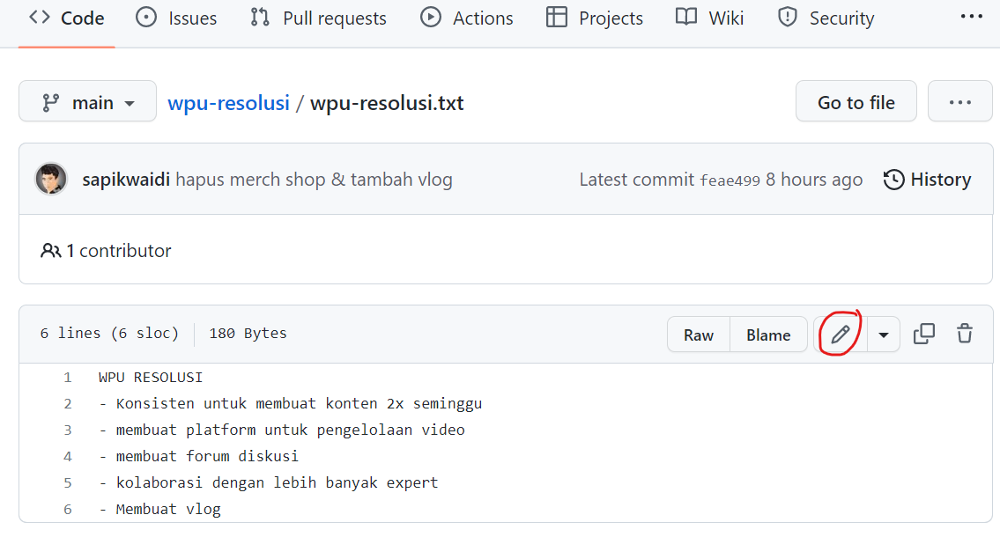 Code Issues Pull requests Actions Projects Wiki Security
main wpu-resolusi / wpu-resolusi.txt Go to file
sapikwaidi hapus merch shop & tambah vlog Latest commit feae499 8 hours ago History
1 contributor
6 lines (6 sloc) 180 Bytes Raw Blame
1 WPU RESOLUSI
2 - Konsisten untuk membuat konten 2x seminggu
3 - membuat platform untuk pengelolaan video
4 - membuat forum diskusi
5 - kolaborasi dengan lebih banyak expert
6 - Membuat vlog